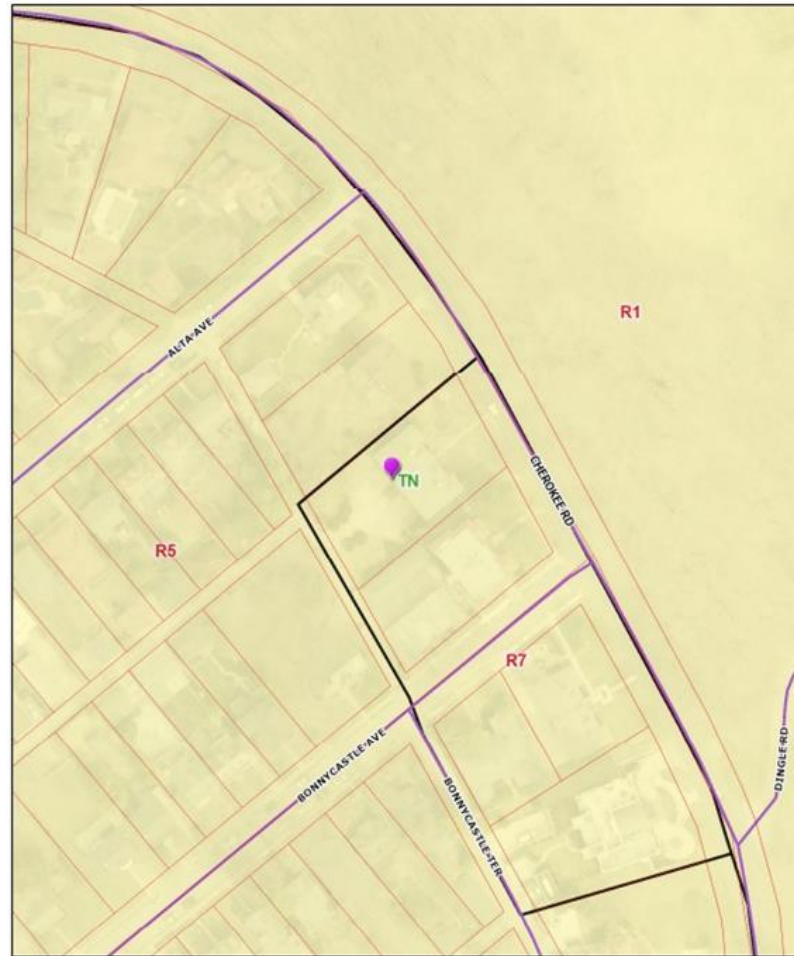 R1
ALTA AVE
CHEROKEE RD
TN
R5
R7
BONNYCASTLE AVE
DINGLE RD
BONNYCASTLE TER